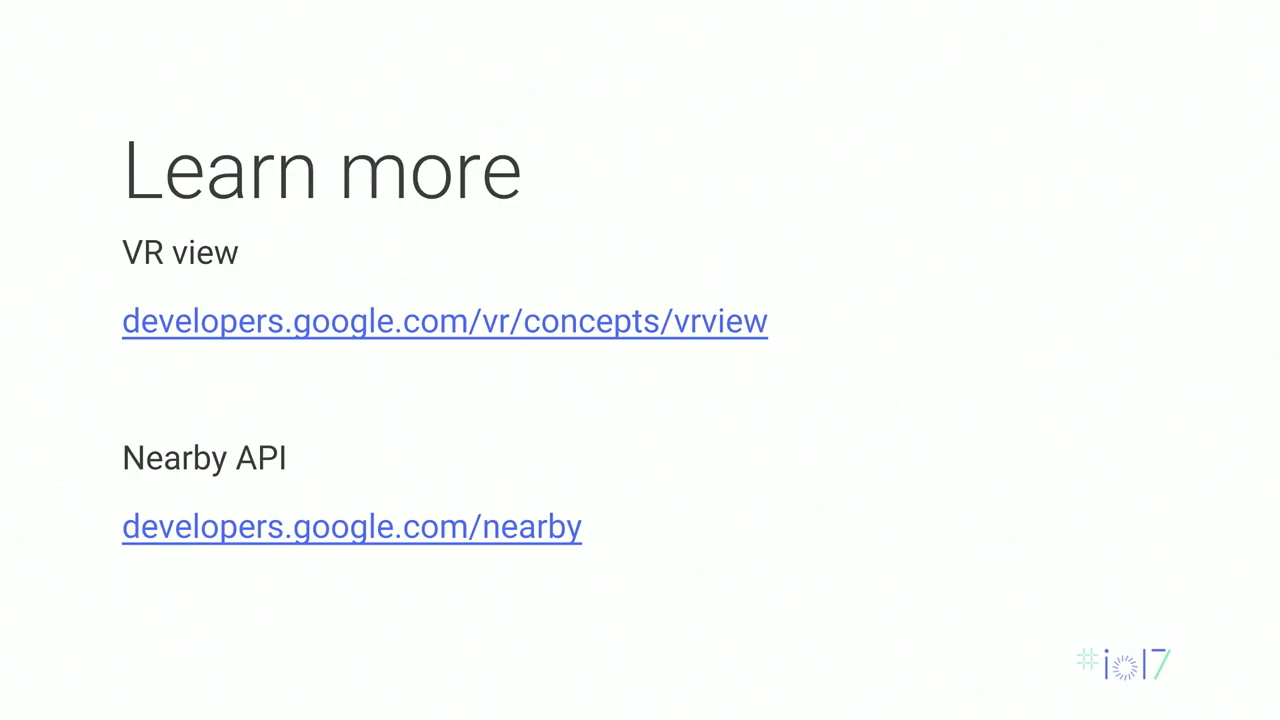 Learn more
VR view
developers.google.com/vr/concepts/vrview
Nearby API
developers.google.com/nearby
#io17